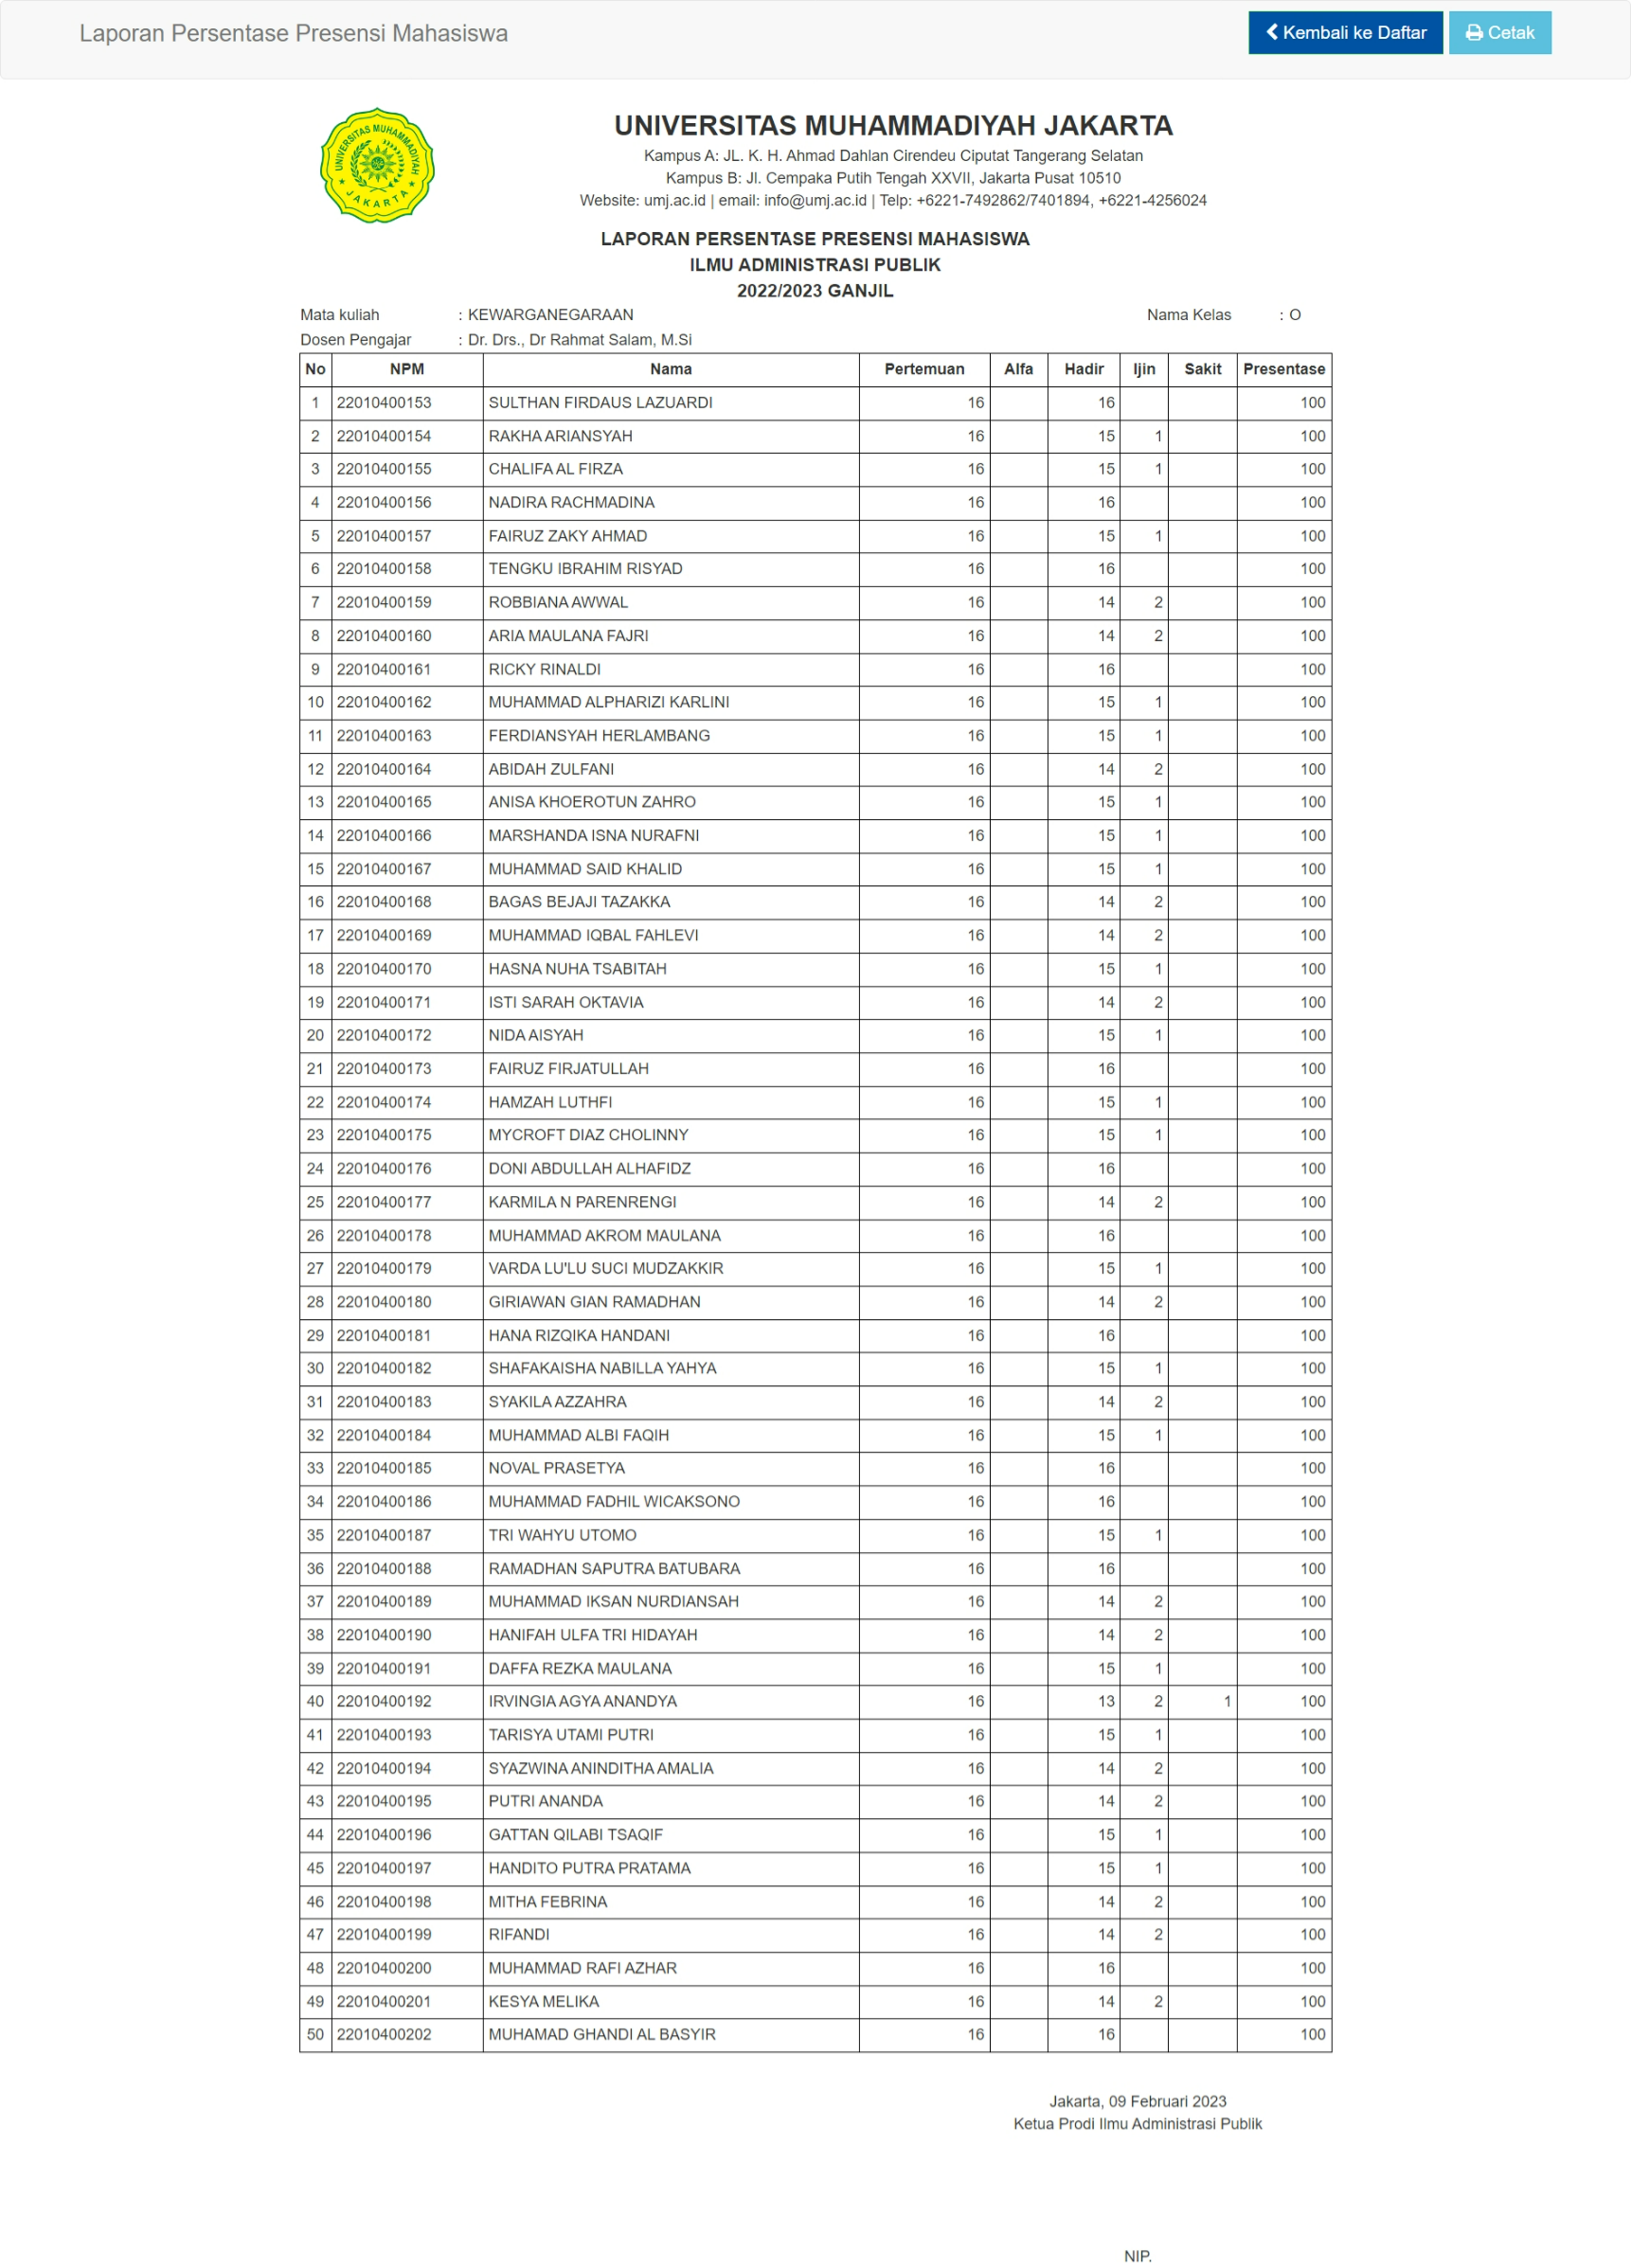 Laporan Persentase Presensi Mahasiswa
Kembali ke Daftar
Cetak
UNIVERSITAS MUHAMMADIYAH
JAKARTA
UNIVERSITAS MUHAMMADIYAH JAKARTA
Kampus A: JL. K. H. Ahmad Dahlan Cirendeu Ciputat Tangerang Selatan
Kampus B: Jl. Cempaka Putih Tengah XXVII, Jakarta Pusat 10510
Website: umj.ac.id | email: info@umj.ac.id | Telp: +6221-7492862/7401894, +6221-4256024
LAPORAN PERSENTASE PRESENSI MAHASISWA
ILMU ADMINISTRASI PUBLIK
2022/2023 GANJIL
Mata kuliah : KEWARGANEGARAAN Nama Kelas : O
Dosen Pengajar : Dr. Drs., Dr Rahmat Salam, M.Si
No NPM Nama Pertemuan Alfa Hadir Ijin Sakit Presentase
1 22010400153 SULTHAN FIRDAUS LAZUARDI 16 16 100
2 22010400154 RAKHA ARIANSYAH 16 15 1 100
3 22010400155 CHALIFA AL FIRZA 16 15 1 100
4 22010400156 NADIRA RACHMADINA 16 16 100
5 22010400157 FAIRUZ ZAKY AHMAD 16 15 1 100
6 22010400158 TENGKU IBRAHIM RISYAD 16 16 100
7 22010400159 ROBBIANA AWWAL 16 14 2 100
8 22010400160 ARIA MAULANA FAJRI 16 14 2 100
9 22010400161 RICKY RINALDI 16 16 100
10 22010400162 MUHAMMAD ALPHARIZI KARLINI 16 15 1 100
11 22010400163 FERDIANSYAH HERLAMBANG 16 15 1 100
12 22010400164 ABIDAH ZULFANI 16 14 2 100
13 22010400165 ANISA KHOEROTUN ZAHRO 16 15 1 100
14 22010400166 MARSHANDA ISNA NURAFNI 16 15 1 100
15 22010400167 MUHAMMAD SAID KHALID 16 15 1 100
16 22010400168 BAGAS BEJAJI TAZAKKA 16 14 2 100
17 22010400169 MUHAMMAD IQBAL FAHLEVI 16 14 2 100
18 22010400170 HASNA NUHA TSABITAH 16 15 1 100
19 22010400171 ISTI SARAH OKTAVIA 16 14 2 100
20 22010400172 NIDA AISYAH 16 15 1 100
21 22010400173 FAIRUZ FIRJATULLAH 16 16 100
22 22010400174 HAMZAH LUTHFI 16 15 1 100
23 22010400175 MYCROFT DIAZ CHOLINNY 16 15 1 100
24 22010400176 DONI ABDULLAH ALHAFIDZ 16 16 100
25 22010400177 KARMILA N PARENRENGI 16 14 2 100
26 22010400178 MUHAMMAD AKROM MAULANA 16 16 100
27 22010400179 VARDA LU'LU SUCI MUDZAKKIR 16 15 1 100
28 22010400180 GIRIAWAN GIAN RAMADHAN 16 14 2 100
29 22010400181 HANA RIZQIKA HANDANI 16 16 100
30 22010400182 SHAFAKAISHA NABILLA YAHYA 16 15 1 100
31 22010400183 SYAKILA AZZAHRA 16 14 2 100
32 22010400184 MUHAMMAD ALBI FAQIH 16 15 1 100
33 22010400185 NOVAL PRASETYA 16 16 100
34 22010400186 MUHAMMAD FADHIL WICAKSONO 16 16 100
35 22010400187 TRI WAHYU UTOMO 16 15 1 100
36 22010400188 RAMADHAN SAPUTRA BATUBARA 16 16 100
37 22010400189 MUHAMMAD IKSAN NURDIANSAH 16 14 2 100
38 22010400190 HANIFAH ULFA TRI HIDAYAH 16 14 2 100
39 22010400191 DAFFA REZKA MAULANA 16 15 1 100
40 22010400192 IRVINGIA AGYA ANANDYA 16 13 2 1 100
41 22010400193 TARISYA UTAMI PUTRI 16 15 1 100
42 22010400194 SYAZWINA ANINDITHA AMALIA 16 14 2 100
43 22010400195 PUTRI ANANDA 16 14 2 100
44 22010400196 GATTAN QILABI TSAQIF 16 15 1 100
45 22010400197 HANDITO PUTRA PRATAMA 16 15 1 100
46 22010400198 MITHA FEBRINA 16 14 2 100
47 22010400199 RIFANDI 16 14 2 100
48 22010400200 MUHAMMAD RAFI AZHAR 16 16 100
49 22010400201 KESYA MELIKA 16 14 2 100
50 22010400202 MUHAMAD GHANDI AL BASYIR 16 16 100
Jakarta, 09 Februari 2023
Ketua Prodi Ilmu Administrasi Publik
NIP.